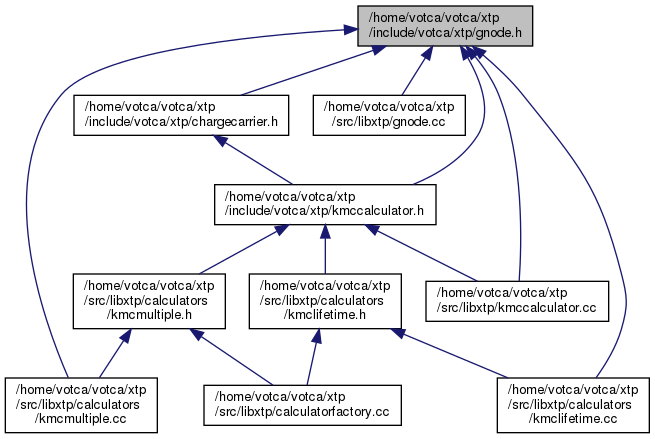 /home/votca/votca/xtp
/include/votca/xtp/gnode.h
/home/votca/votca/xtp
/include/votca/xtp/chargecarrier.h
/home/votca/votca/xtp
/src/libxtp/gnode.cc
/home/votca/votca/xtp
/include/votca/xtp/kmccalculator.h
/home/votca/votca/xtp
/src/libxtp/calculators
/kmcmultiple.h
/home/votca/votca/xtp
/src/libxtp/calculators
/kmclifetime.h
/home/votca/votca/xtp
/src/libxtp/kmccalculator.cc
/home/votca/votca/xtp
/src/libxtp/calculators
/kmcmultiple.cc
/home/votca/votca/xtp
/src/libxtp/calculatorfactory.cc
/home/votca/votca/xtp
/src/libxtp/calculators
/kmclifetime.cc